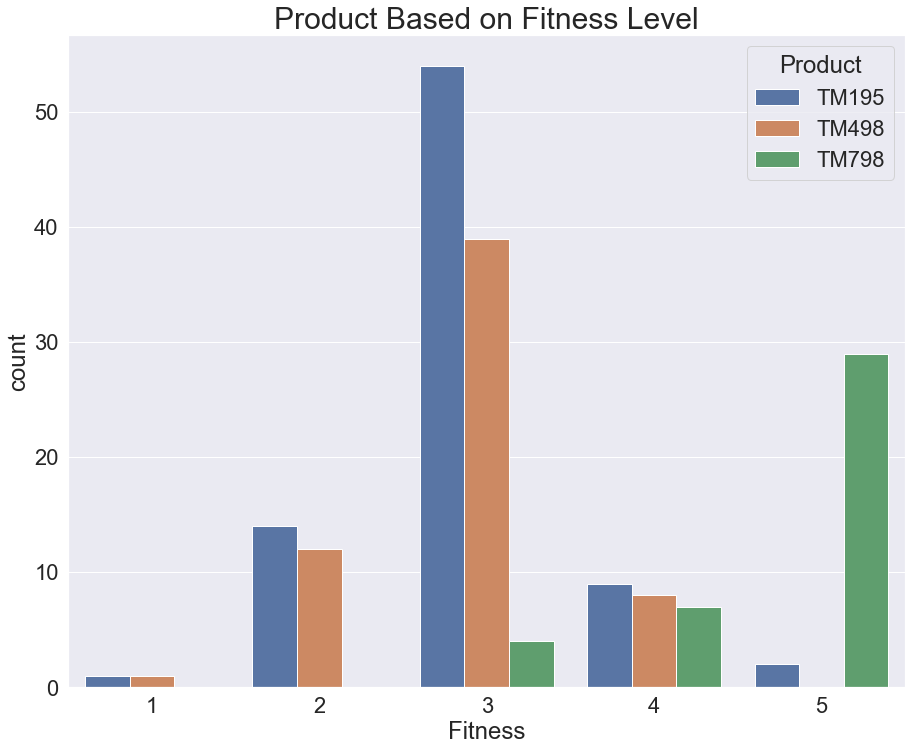 Product Based on Fitness Level
Product
TM195
TM498
TM798
count
50
40
30
20
10
0
1 2 3 4 5
Fitness